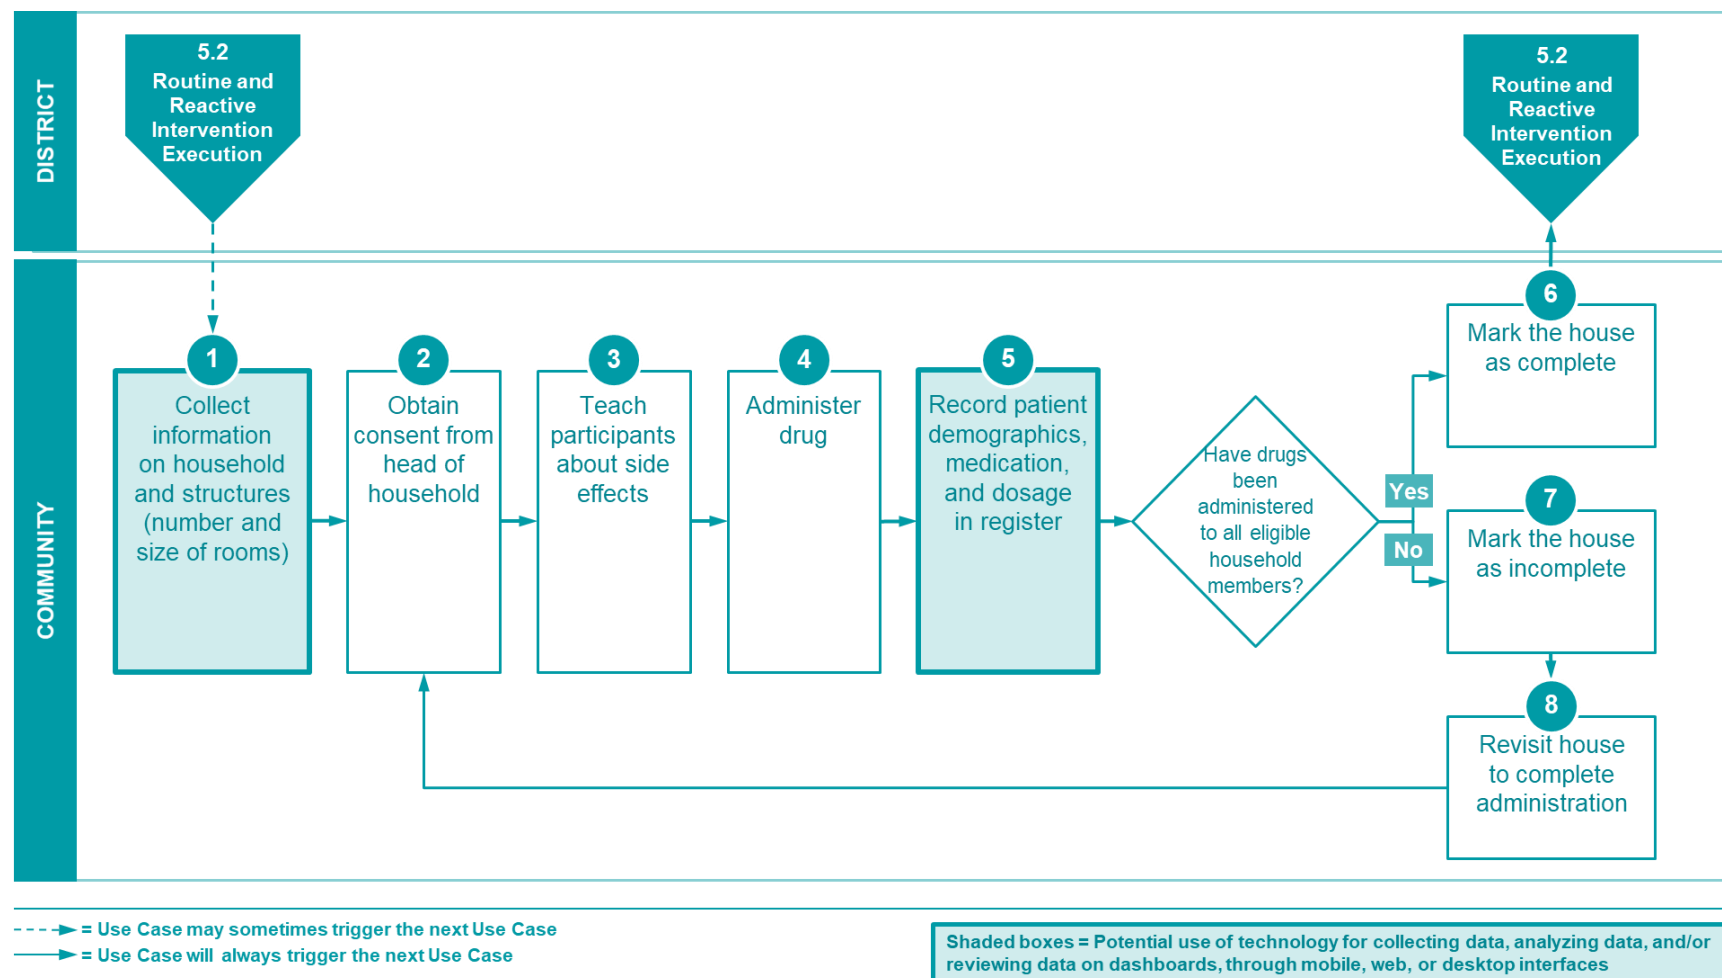 DISTRICT
5.2
Routine and
Reactive
Intervention
Execution
5.2
Routine and
Reactive
Intervention
Execution
COMMUNITY
1
Collect
information
on household
and structures
(number and
size of rooms)
2
Obtain
consent from
head of
household
3
Teach
participants
about side
effects
4
Administer
drug
5
Record patient
demographics,
medication,
and dosage
in register
Have drugs
been
administered
to all eligible
household
members?
Yes
No
6
Mark the house
as complete
7
Mark the house
as incomplete
8
Revisit house
to complete
administration
= Use Case may sometimes trigger the next Use Case
= Use Case will always trigger the next Use Case
Shaded boxes = Potential use of technology for collecting data, analyzing data, and/or
reviewing data on dashboards, through mobile, web, or desktop interfaces